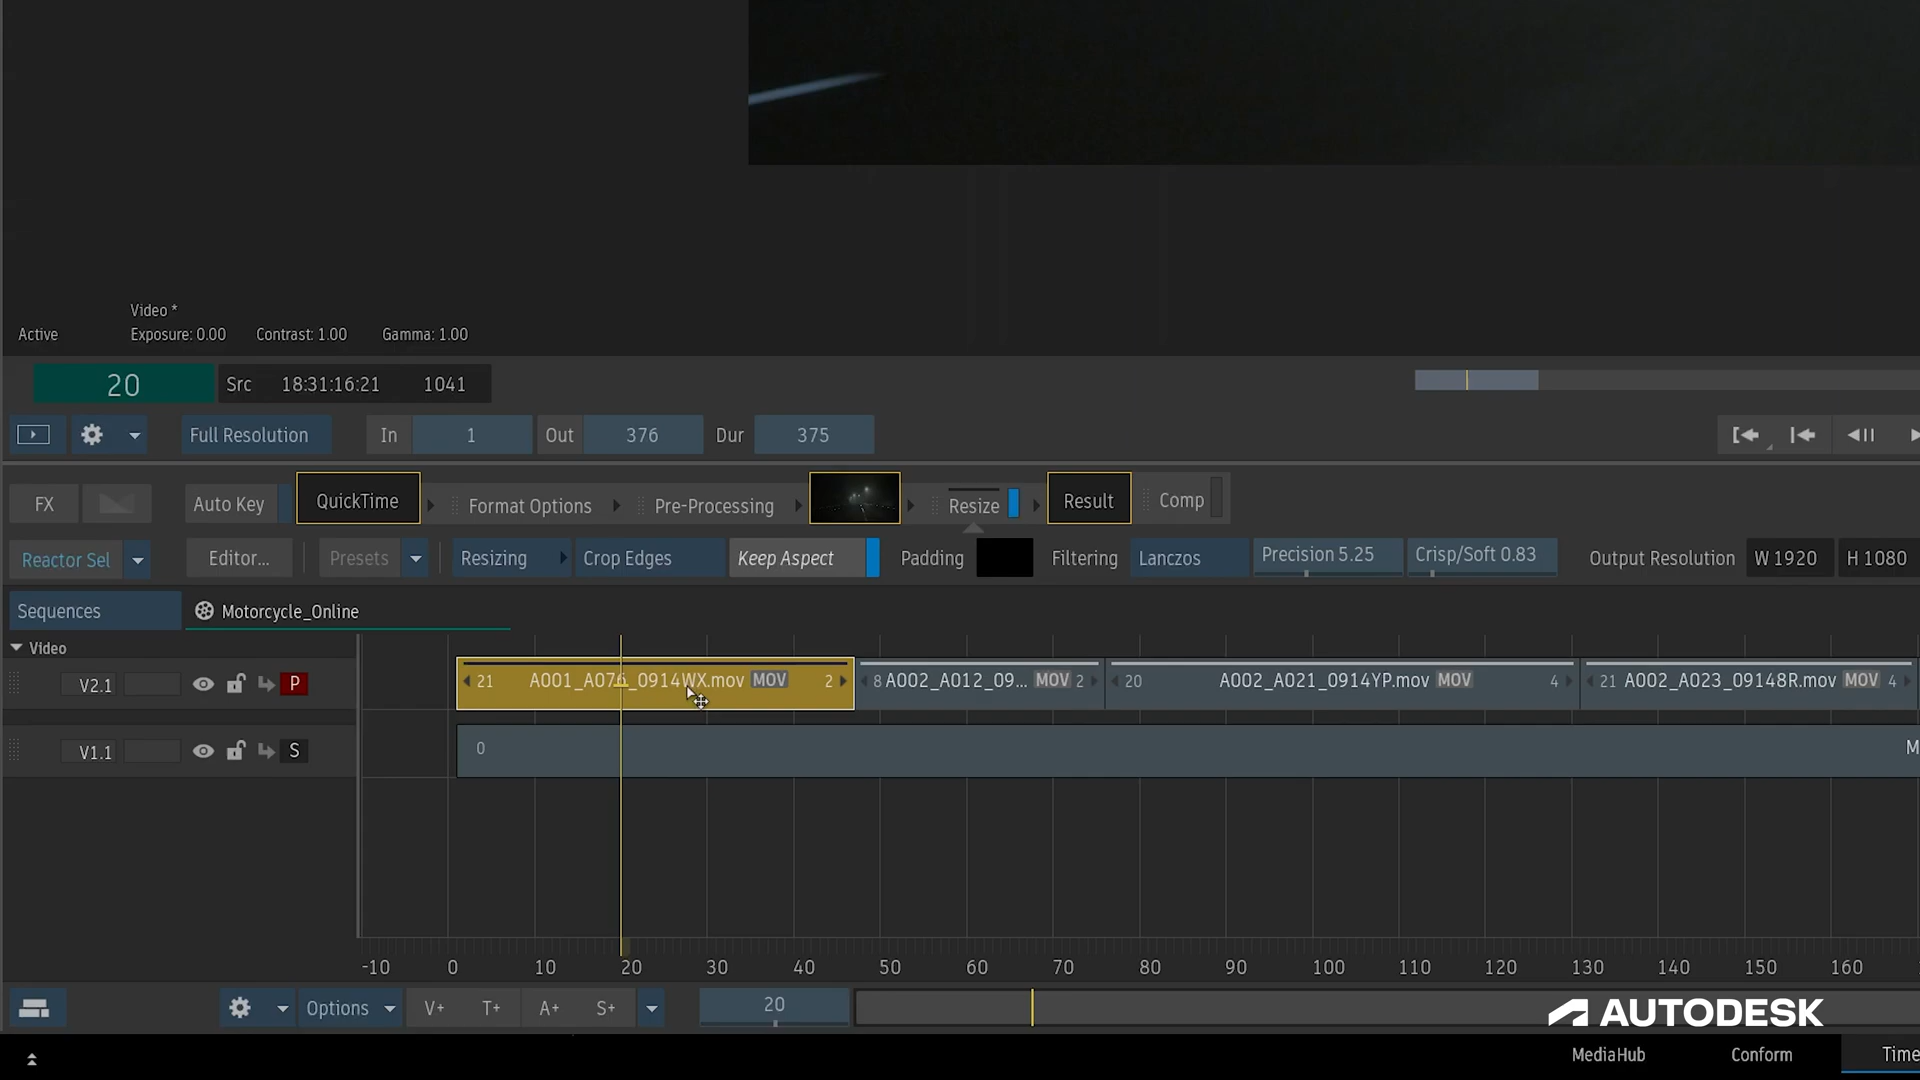 Video *
Active Exposure: 0.00 Contrast: 1.00 Gamma: 1.00
20 Src 18:31:16:21 1041
Full Resolution In 1 Out 376 Dur 375
FX Auto Key QuickTime Format Options Pre-Processing Resize Result Comp
Reactor Sel Editor... Presets Resizing Crop Edges Keep Aspect Padding Filtering Lanczos Precision 5.25 Crisp/Soft 0.83 Output Resolution W 1920 H 1080
Sequences Motorcycle_Online
Video
V2.1 P 21 A001_A076_0914WX.mov MOV 2 8 A002_A012_09... MOV 2 20 A002_A021_0914YP.mov MOV 4 21 A002_A023_09148R.mov MOV 4
V1.1 S 0 M
-10 0 10 20 30 40 50 60 70 80 90 100 110 120 130 140 150 160
Options V+ T+ A+ S+ 20
AUTODESK
MediaHub Conform Time